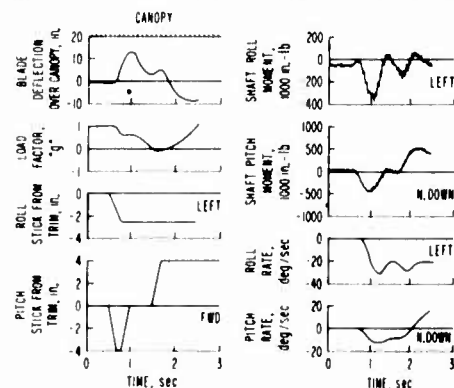 CANOPY
BLADE DEFLECTION OVER CANOPY, in.
20
10
0
-10
LOAD FACTOR, "g"
1
0
-1
ROLL STICK FROM TRIM, in.
0
-2
-4
LEFT
PITCH STICK FROM TRIM, in.
4
2
0
-2
-4
FWD
0
1
2
3
TIME, sec
SHAFT ROLL MOMENT, 1000 in.-lb
200
0
200
400
LEFT
SHAFT PITCH MOMENT, 1000 in.-lb
1000
500
0
-500
-1000
N.DOWN
ROLL RATE, deg/sec
0
-20
-40
LEFT
PITCH RATE, deg/sec
20
0
20
N.DOWN
0
1
2
3
TIME, sec